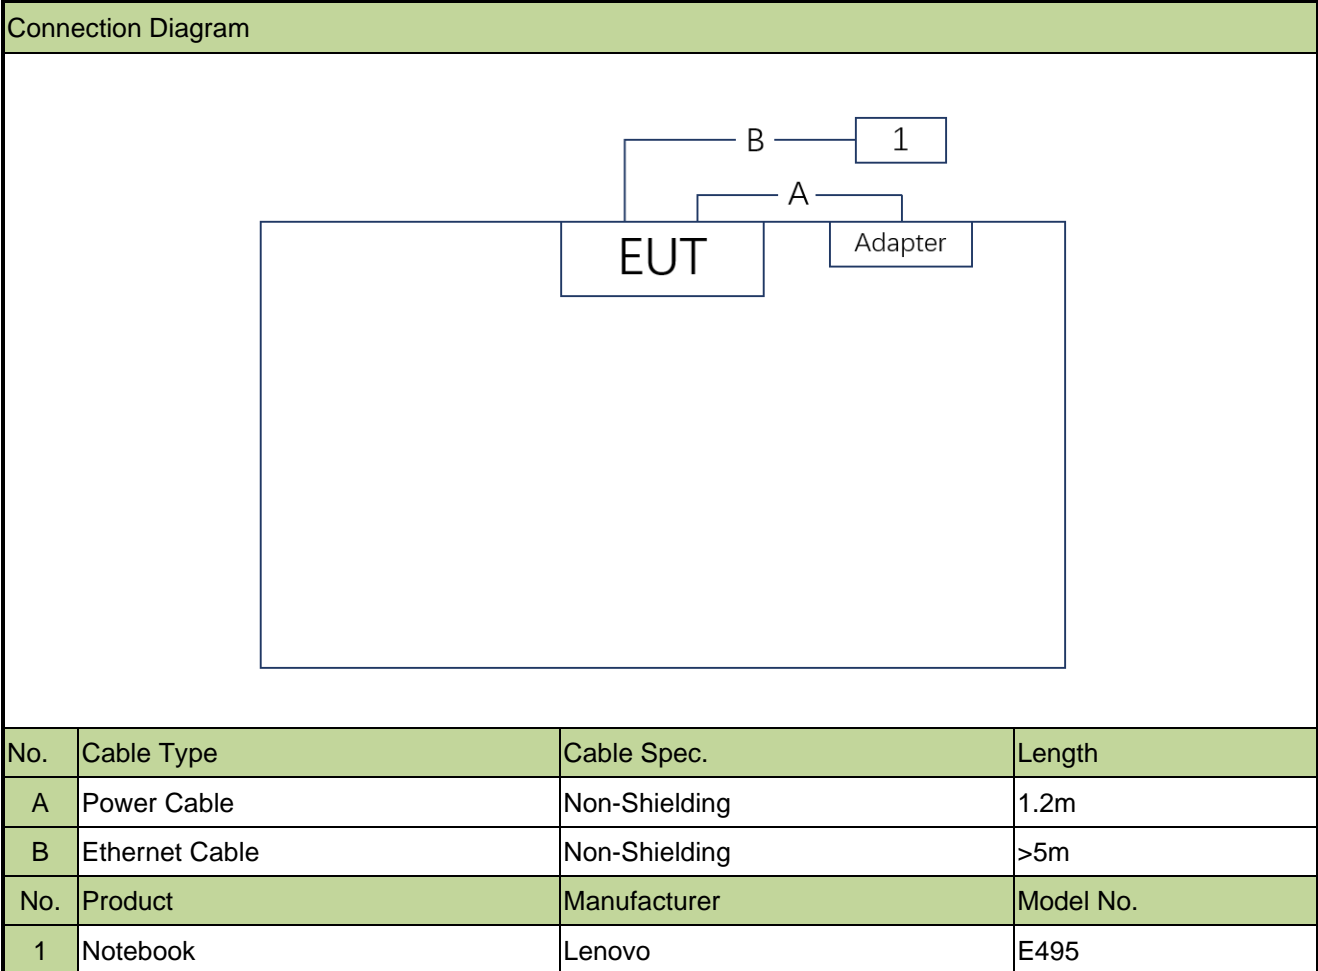 Connection Diagram
B 1
A
EUT Adapter
No. Cable Type Cable Spec. Length
A Power Cable Non-Shielding 1.2m
B Ethernet Cable Non-Shielding >5m
No. Product Manufacturer Model No.
1 Notebook Lenovo E495